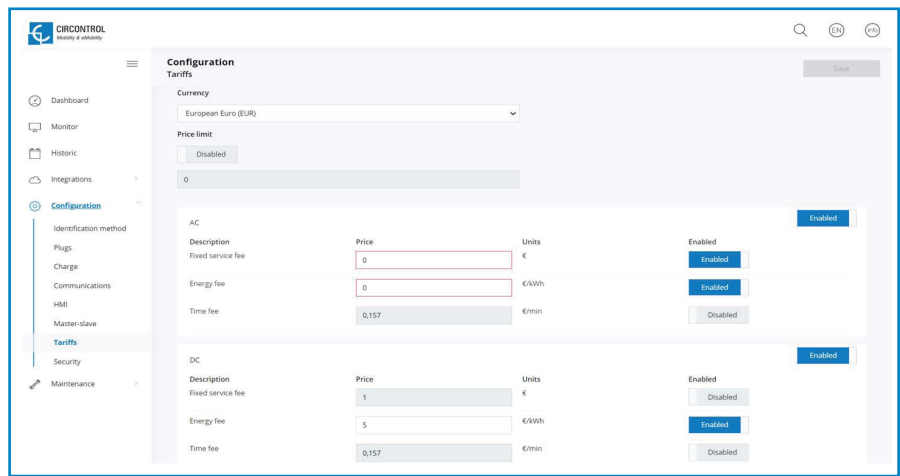 CIRCONTROL
Mobility & eMobility
EN
info
Configuration
Tariffs
Save
Dashboard
Monitor
Historic
Integrations
Configuration
Identification method
Plugs
Charge
Communications
HMI
Master-slave
Tariffs
Security
Maintenance
Currency
European Euro (EUR)
Price limit
Disabled
0
AC Enabled
Description Price Units Enabled
Fixed service fee 0 € Enabled
Energy fee 0 €/kWh Enabled
Time fee 0,157 €/min Disabled
DC Enabled
Description Price Units Enabled
Fixed service fee 1 € Disabled
Energy fee 5 €/kWh Enabled
Time fee 0,157 €/min Disabled